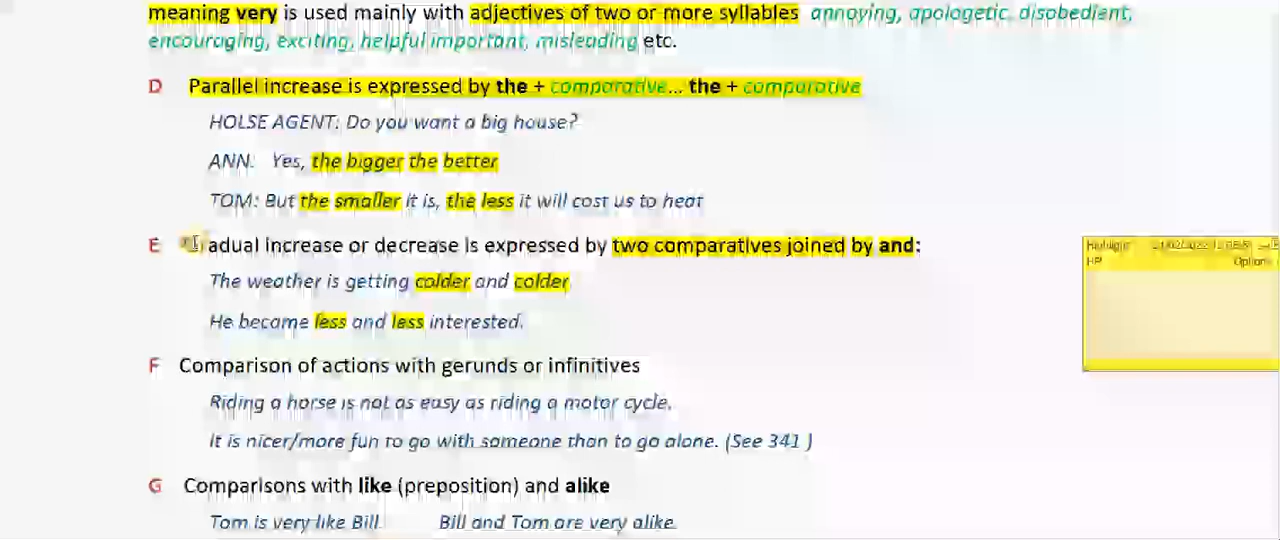 meaning very is used mainly with adjectives of two or more syllables annoying, apologetic, disobedient,
encouraging, exciting, helpful important, misleading etc.
D Parallel increase is expressed by the + comparative... the + comparative
HOLSE AGENT: Do you want a big house?
ANN: Yes, the bigger the better
TOM: But the smaller it is, the less it will cost us to heat
E adual increase or decrease is expressed by two comparatives joined by and:
The weather is getting colder and colder
He became less and less interested.
F Comparison of actions with gerunds or infinitives
Riding a horse is not as easy as riding a motor cycle.
It is nicer/more fun to go with someone than to go alone. (See 341 )
G Comparisons with like (preposition) and alike
Tom is very like Bill. Bill and Tom are very alike.
Highlight
HP Options